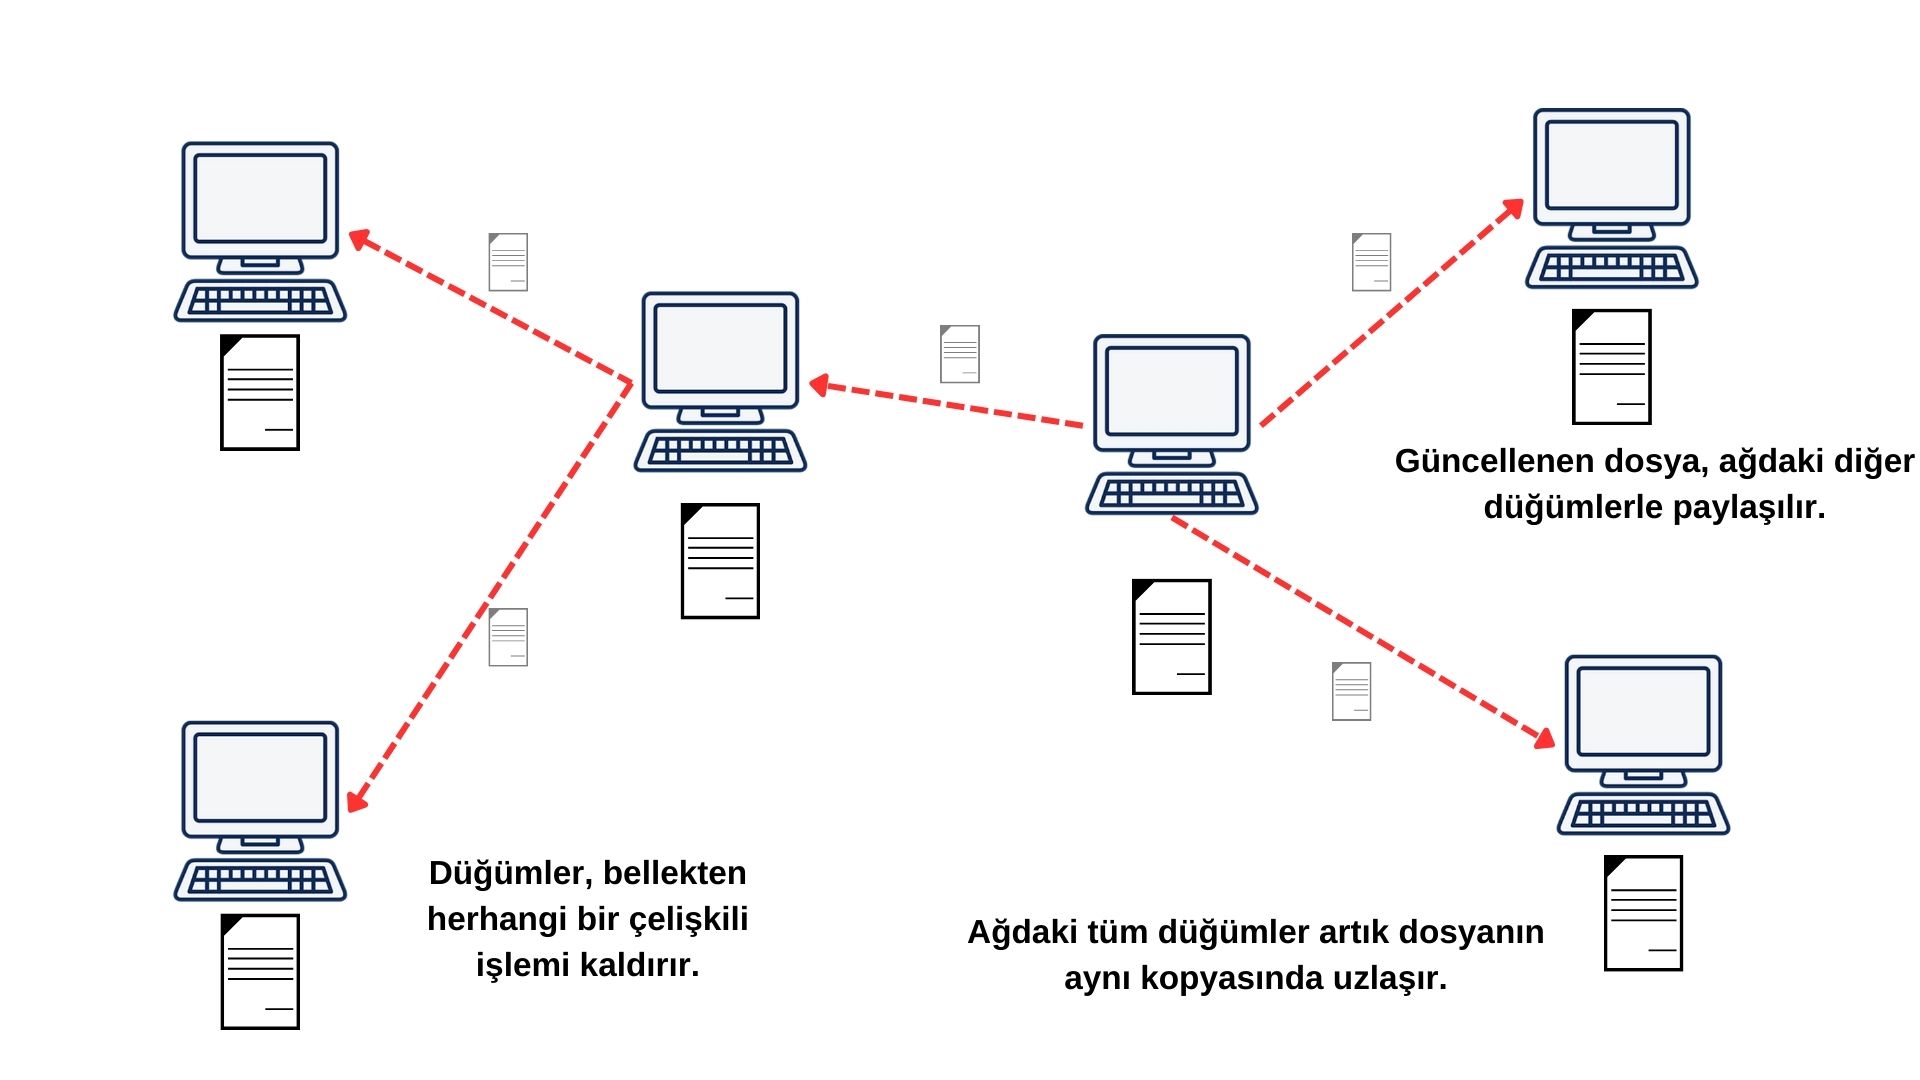 Güncellenen dosya, ağdaki diğer
düğümlerle paylaşılır.
Düğümler, bellekten
herhangi bir çelişkili
işlemi kaldırır.
Ağdaki tüm düğümler artık dosyanın
aynı kopyasında uzlaşır.